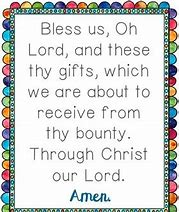 Bless us, Oh
Lord, and these
thy gifts, which
we are about to
receive from
thy bounty.
Through Christ
our Lord.
Amen.